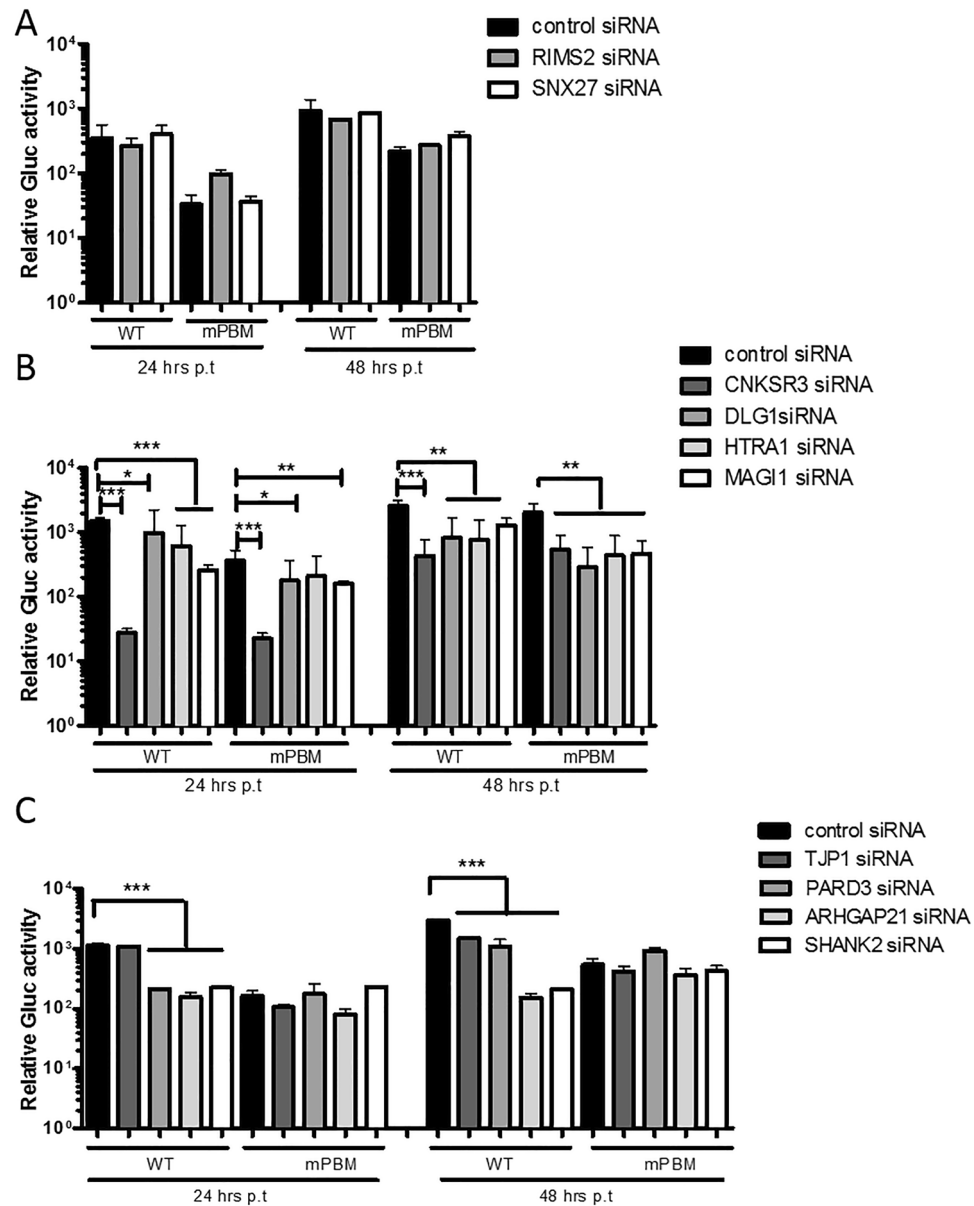 A
control siRNA
RIMS2 siRNA
SNX27 siRNA
Relative Gluc activity
10⁴
10³
10²
10¹
10⁰
WT
mPBM
WT
mPBM
24 hrs p.t
48 hrs p.t
B
control siRNA
CNKSR3 siRNA
DLG1siRNA
HTRA1 siRNA
MAGI1 siRNA
Relative Gluc activity
10⁴
10³
10²
10¹
10⁰
***
*
***
**
*
***
**
***
**
WT
mPBM
WT
mPBM
24 hrs p.t
48 hrs p.t
C
control siRNA
TJP1 siRNA
PARD3 siRNA
ARHGAP21 siRNA
SHANK2 siRNA
Relative Gluc activity
10⁴
10³
10²
10¹
10⁰
***
***
WT
mPBM
WT
mPBM
24 hrs p.t
48 hrs p.t